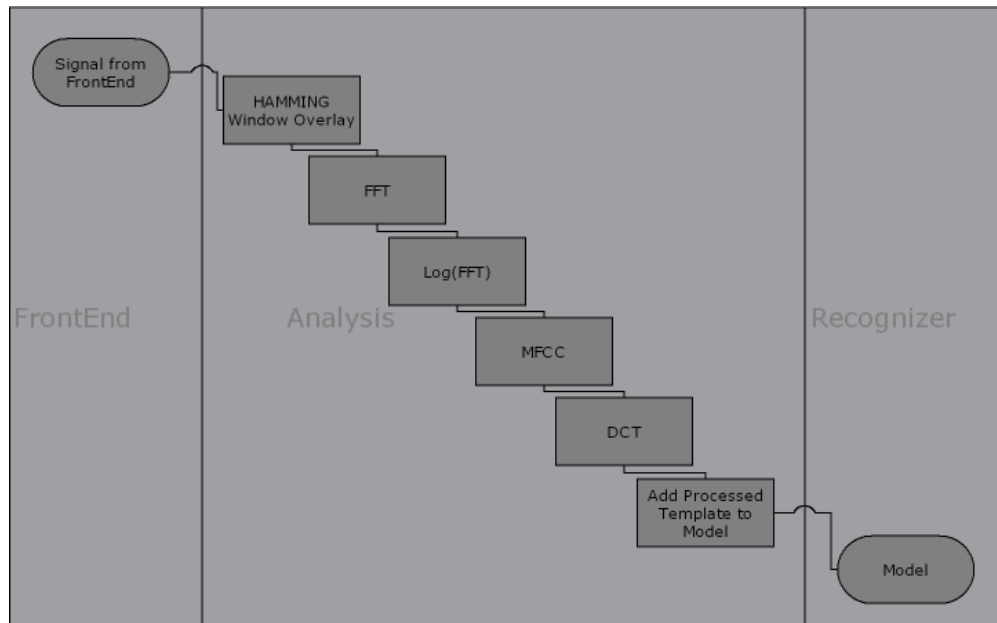 Signal from
FrontEnd
HAMMING
Window Overlay
FFT
Log(FFT)
FrontEnd
Analysis
Recognizer
MFCC
DCT
Add Processed
Template to
Model
Model